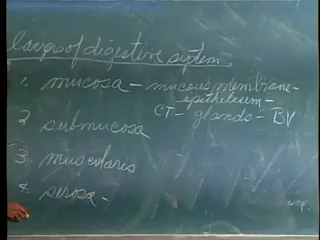 layers of digestive system
1. mucosa - mucous membrane -
epithelium -
CT - glands - BV
2 submucosa
3. muscularis
4. serosa -